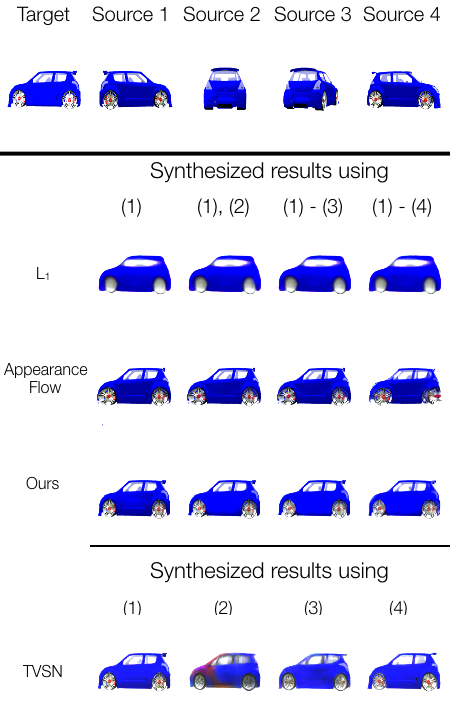 Target Source 1 Source 2 Source 3 Source 4
Synthesized results using
(1) (1), (2) (1) - (3) (1) - (4)
L₁
Appearance
Flow
Ours
Synthesized results using
(1) (2) (3) (4)
TVSN